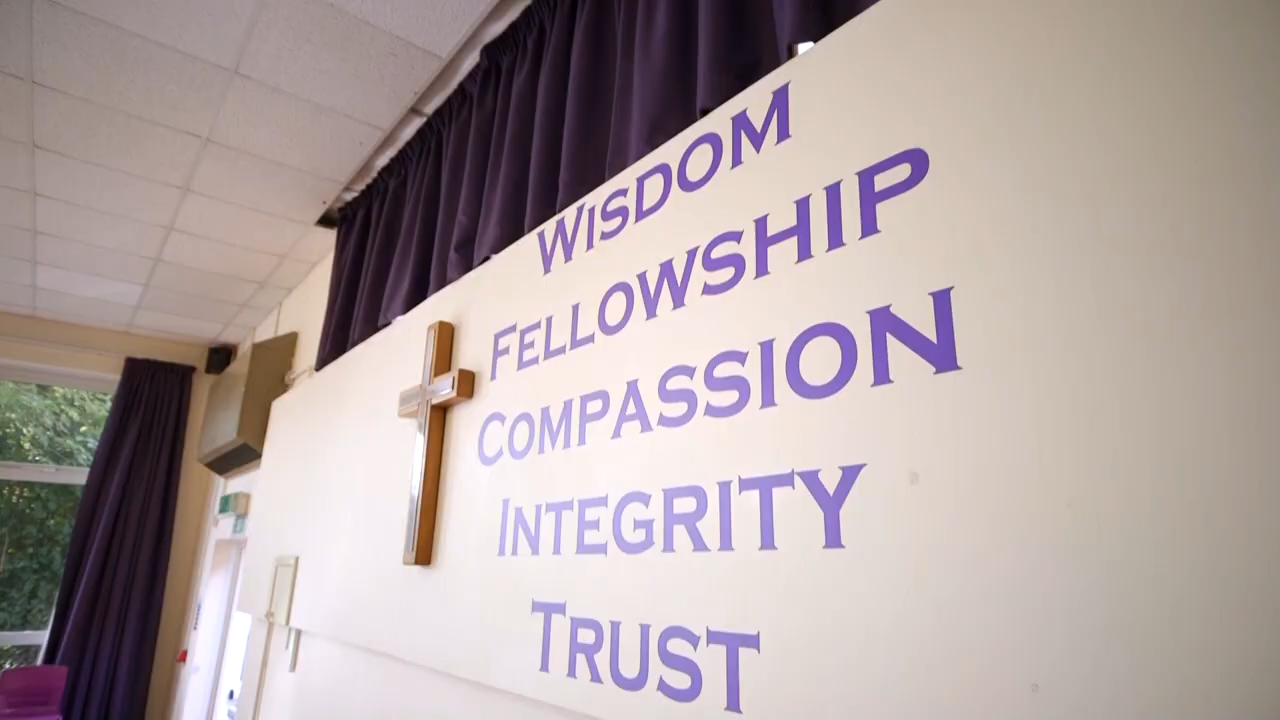 WISDOM
FELLOWSHIP
COMPASSION
INTEGRITY
TRUST